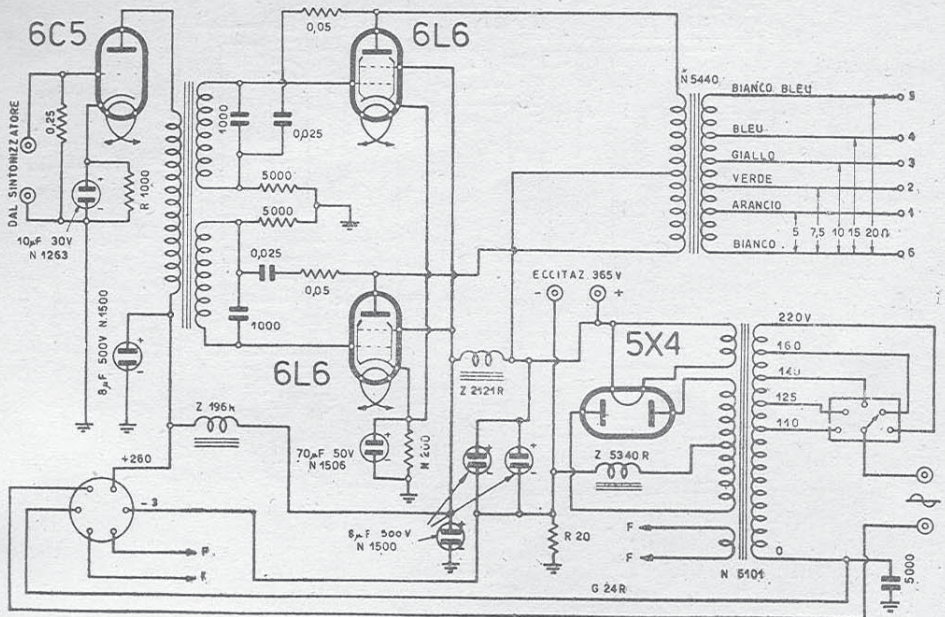 6C5
0,05
6L6
N 5440
DAL SINTONIZZATORE
0,25
1000
0,025
BIANCO BLEU
5
BLEU
4
GIALLO
3
VERDE
2
ARANCIO
1
5
7,5
10
15
20Ω
BIANCO
6
R 1000
5000
5000
10µF 30V
N 1263
0,025
0,05
ECCITAZ. 365 V
-
+
8µF 500V N.1500
1000
6L6
5X4
220V
160
140
125
110
Z 2121R
Z 196R
70µF 50V
N 1506
N 200
Z 5340 R
+260
-3
8µF 500V
N 1500
R 20
F
F
F
F
0
N 5101
G 24R
5000